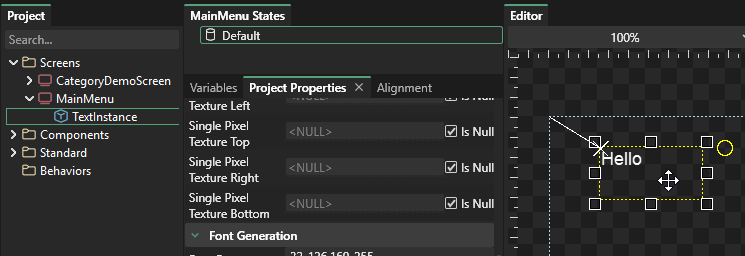 Project
MainMenu States
Editor
Search...
Default
100%
Screens
CategoryDemoScreen
MainMenu
TextInstance
Components
Standard
Behaviors
Variables
Project Properties
Alignment
Texture Left
<NULL>
Is Null
Single Pixel
Texture Top
<NULL>
Is Null
Single Pixel
Texture Right
<NULL>
Is Null
Single Pixel
Texture Bottom
<NULL>
Is Null
Font Generation
Hello